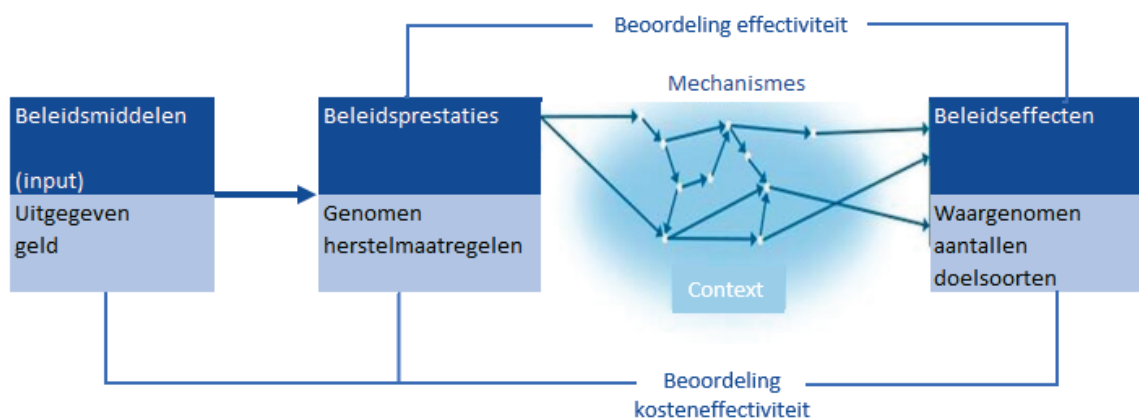 Beoordeling effectiviteit
Mechanismes
Beleidsmiddelen
(input)
Uitgegeven
geld
Beleidsprestaties
Genomen
herstelmaatregelen
Context
Beleidseffecten
Waargenomen
aantallen
doelsoorten
Beoordeling
kosteneffectiviteit